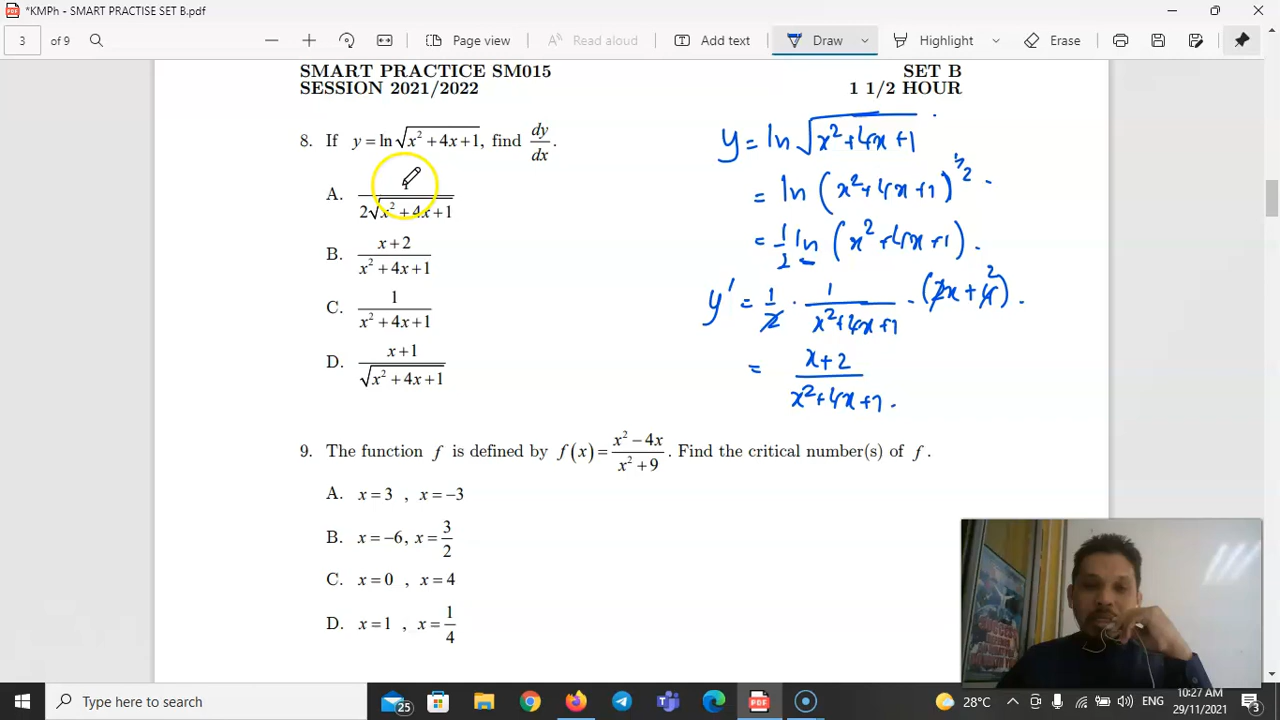 *KMPh - SMART PRACTISE SET B.pdf
3 of 9 Page view Read aloud Add text Draw Highlight Erase
SMART PRACTICE SM015 SET B
SESSION 2021/2022 1 1/2 HOUR
8. If y = ln√(x² + 4x + 1), find dy/dx.
A. /2√(x² + 4x + 1)
B. (x + 2)/(x² + 4x + 1)
C. 1/(x² + 4x + 1)
D. (x + 1)/√(x² + 4x + 1)
y = ln √(x² + 4x + 1)
= ln (x² + 4x + 1)^½
= ½ ln (x² + 4x + 1).
y' = 1/2 · 1/(x² + 4x + 1) · (2x + 4) 2.
= (x + 2)/(x² + 4x + 1).
9. The function f is defined by f(x) = (x² − 4x)/(x² + 9). Find the critical number(s) of f.
A. x = 3 , x = −3
B. x = −6, x = 3/2
C. x = 0 , x = 4
D. x = 1 , x = 1/4
Type here to search
25
28°C ENG 10:27 AM
29/11/2021
3